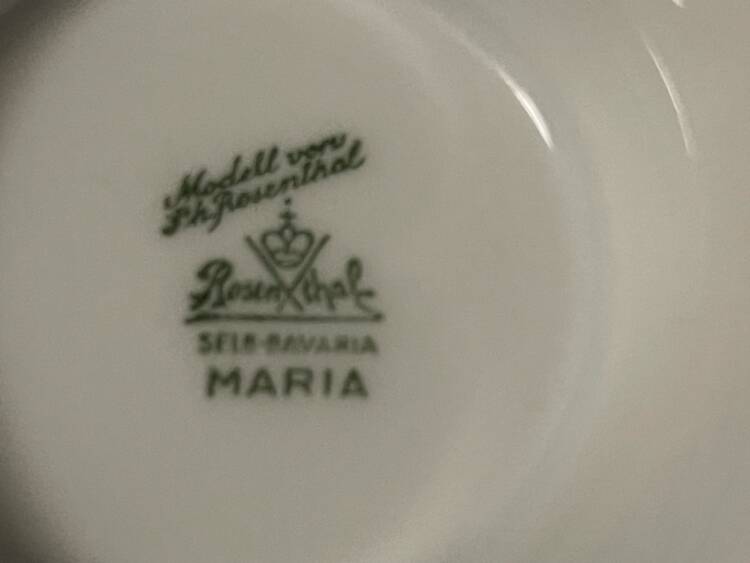 Modell von
Ph. Rosenthal
Rosenthal
SELB-BAVARIA
MARIA